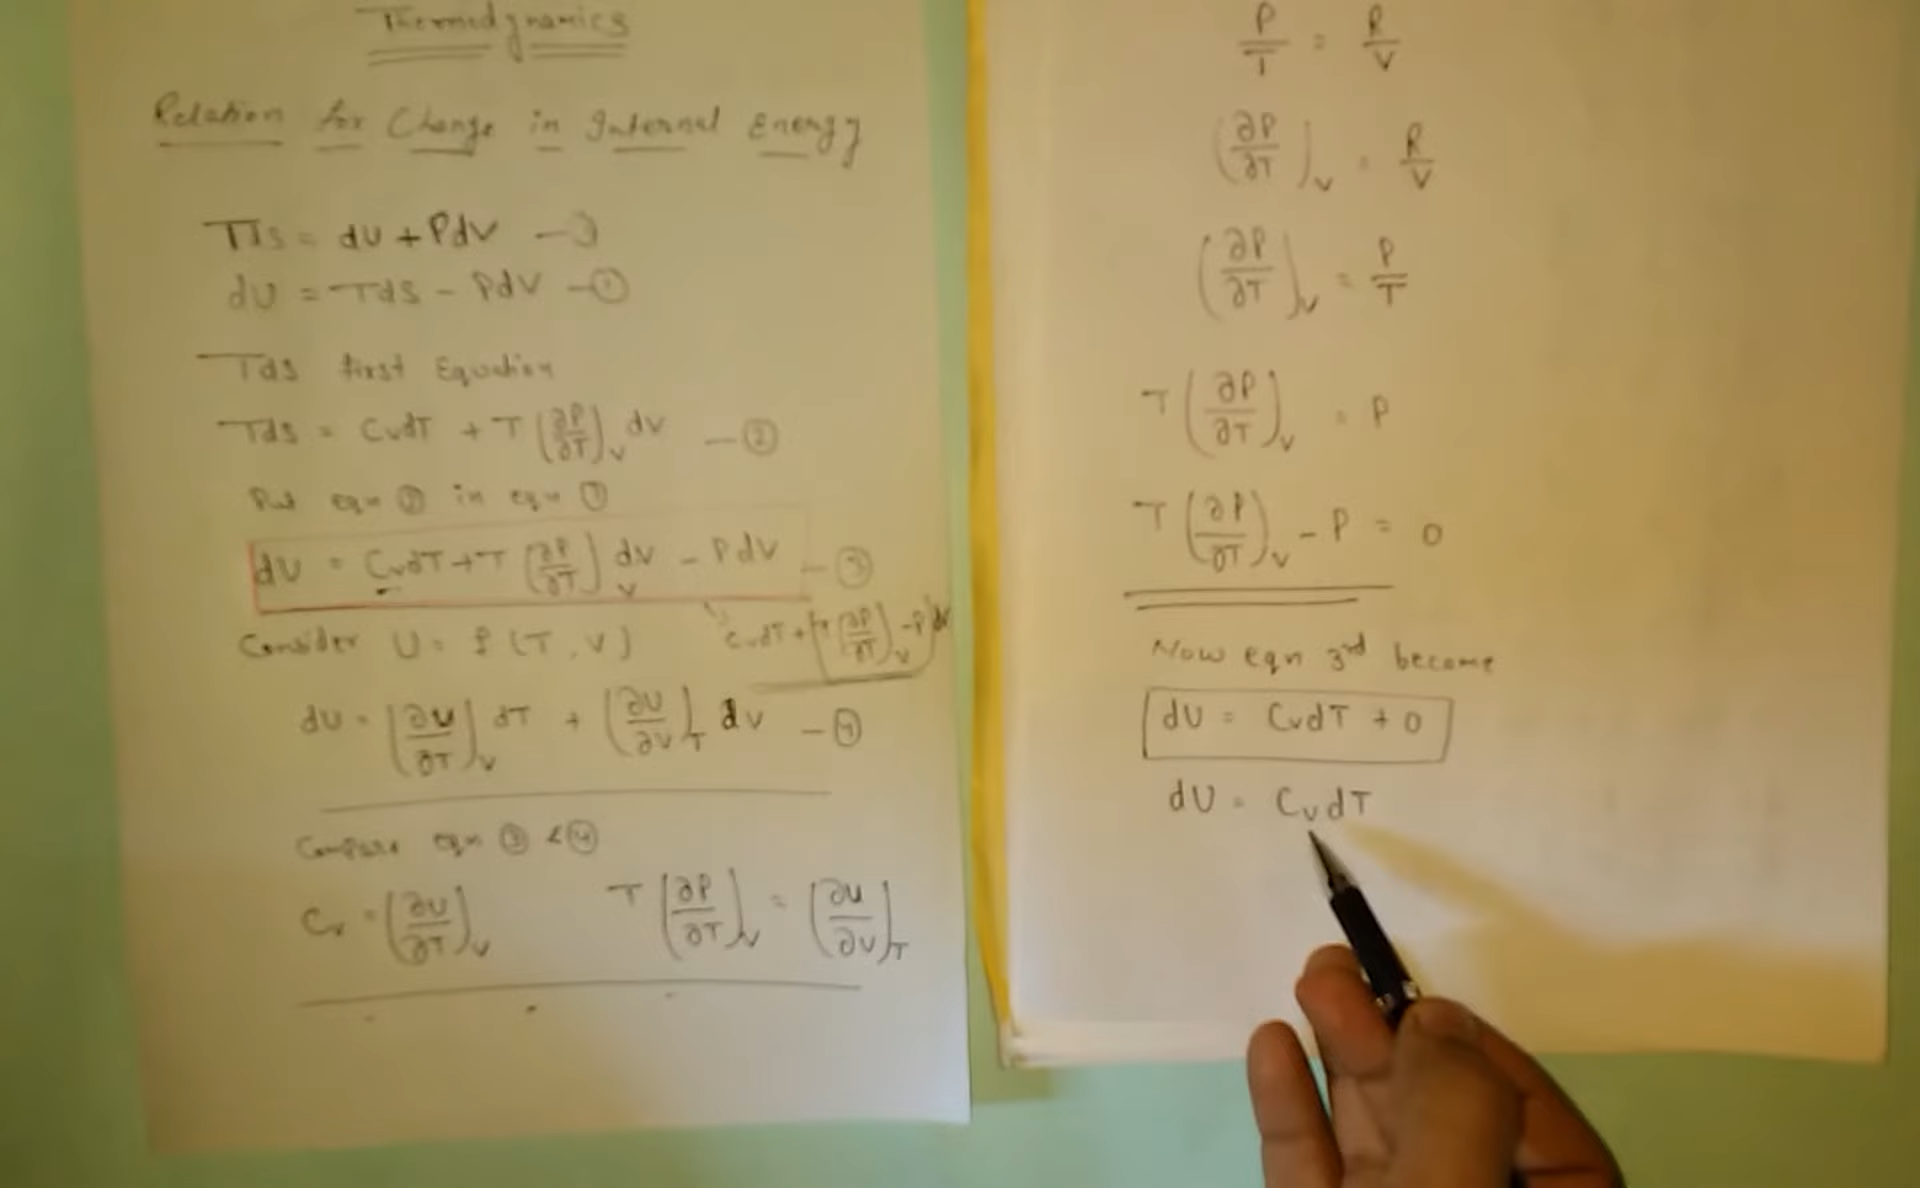 Thermodynamics
Relation for Change in Internal Energy
Tds = dU + PdV —
dU = Tds - PdV — ①
Tds first Equation
Tds = CvdT + T (∂P/∂T)v dv — ②
Put eqn ② in eqn ①
dU = CvdT + T (∂P/∂T)v dv - Pdv — ③
CvdT + [T (∂P/∂T)v - P] dv
Consider U = f (T, V)
dU = (∂U/∂T)v dT + (∂U/∂V)T dv — ④
Compare eqn ③ & ④
Cv = (∂U/∂T)v T (∂P/∂T)v = (∂U/∂V)T
P/T = R/V
(∂P/∂T)v = R/V
(∂P/∂T)v = P/T
T (∂P/∂T)v = P
T (∂P/∂T)v - P = 0
Now eqn 3rd become
dU = CvdT + 0
dU = CvdT